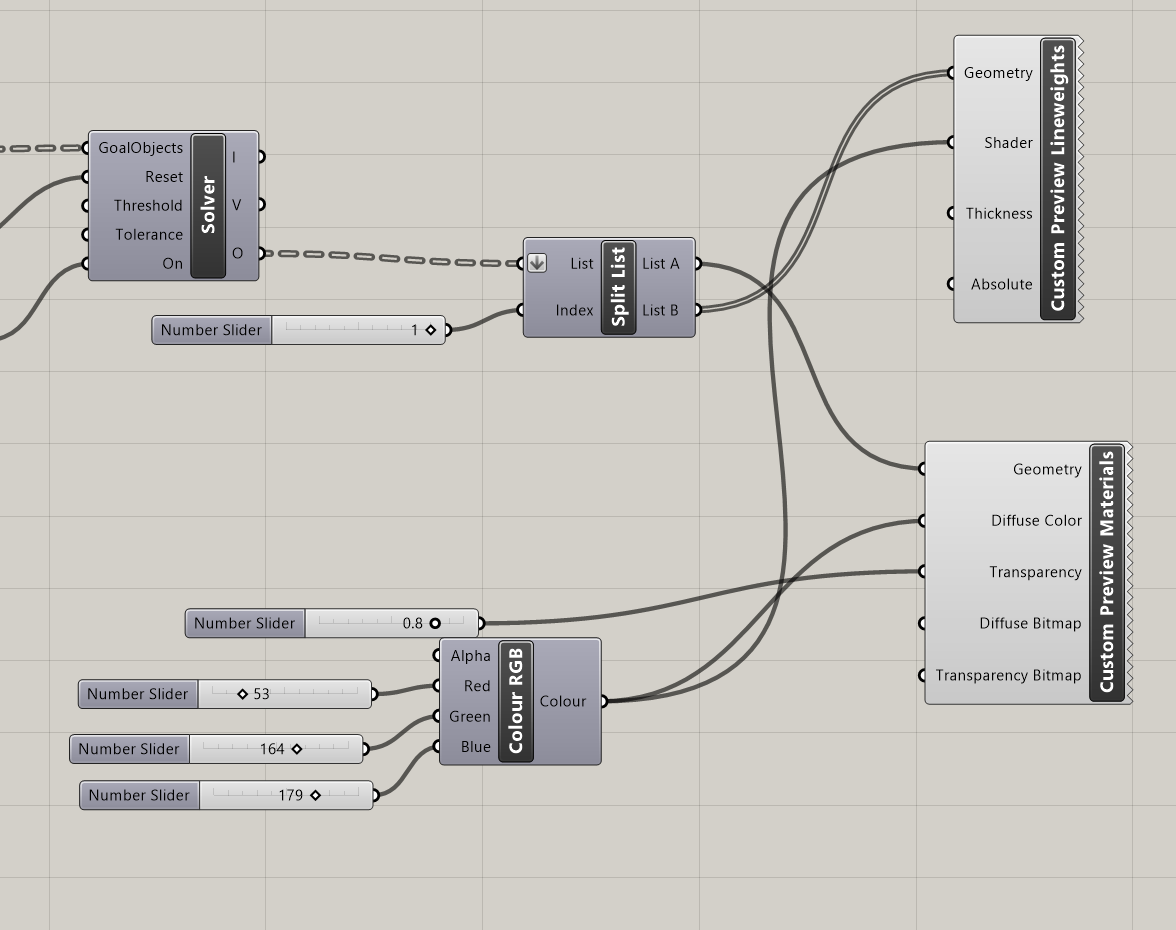 GoalObjects
Reset
Threshold
Tolerance
On
Solver
I
V
O
Number Slider 1
List
Index
Split List
List A
List B
Geometry
Shader
Thickness
Absolute
Custom Preview Lineweights
Geometry
Diffuse Color
Transparency
Diffuse Bitmap
Transparency Bitmap
Custom Preview Materials
Number Slider 0.8
Number Slider 53
Number Slider 164
Number Slider 179
Alpha
Red
Green
Blue
Colour RGB
Colour